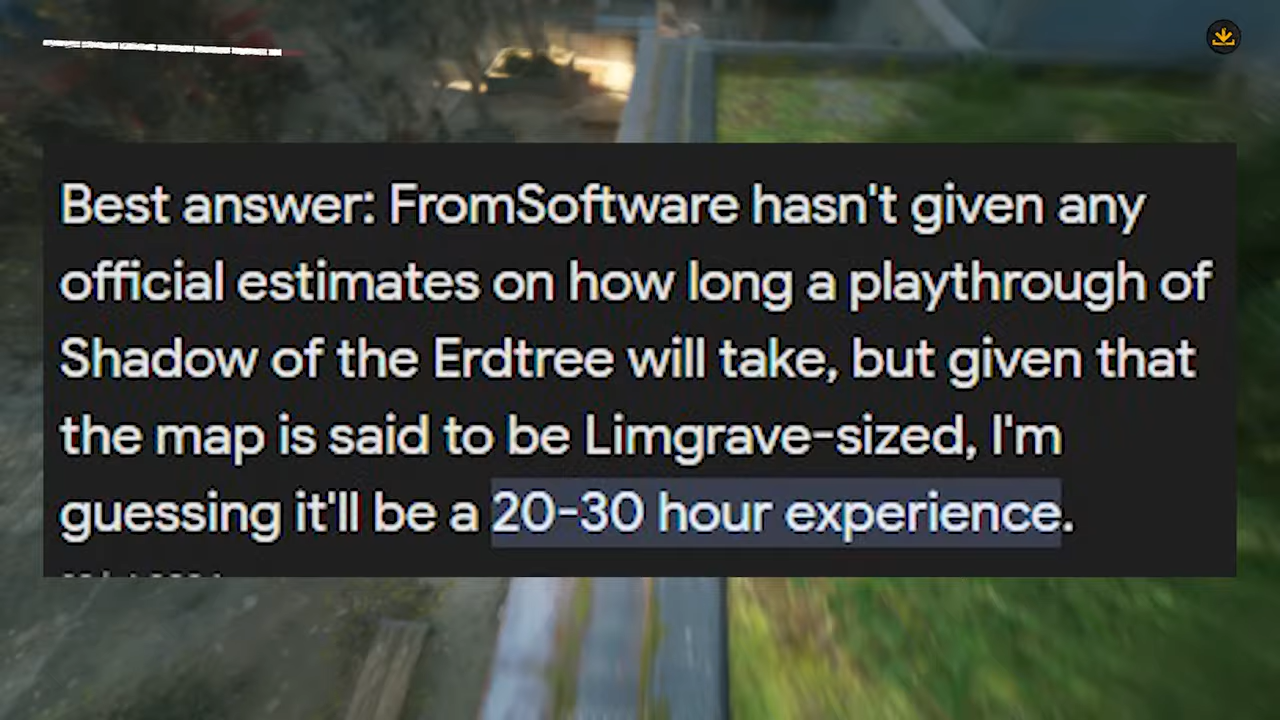 Best answer: FromSoftware hasn't given any
official estimates on how long a playthrough of
Shadow of the Erdtree will take, but given that
the map is said to be Limgrave-sized, I'm
guessing it'll be a 20-30 hour experience.